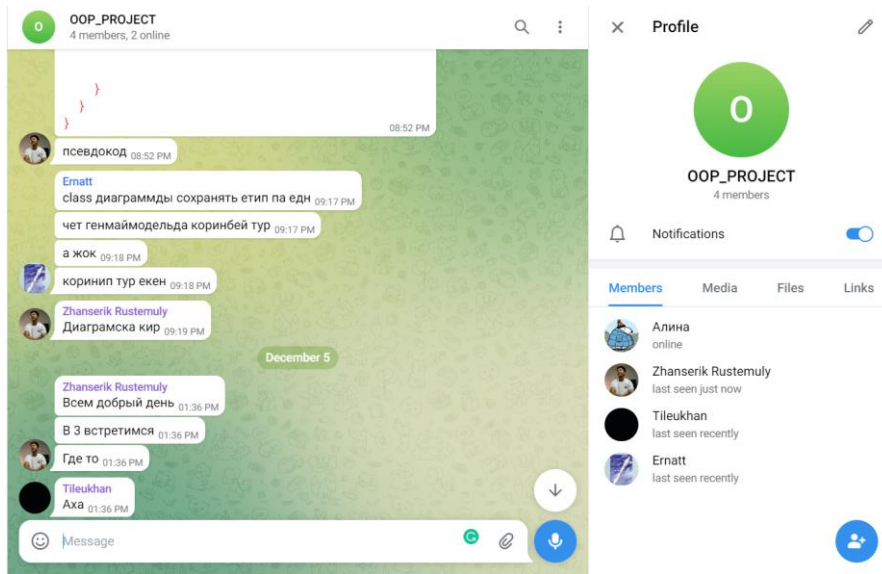 O
OOP_PROJECT
4 members, 2 online
}
}
}
08:52 PM
псевдокод 08:52 PM
Ernatt
class диаграммды сохранять етип па едн 09:17 PM
чет генмаймодельда коринбей тур 09:17 PM
а жок 09:18 PM
коринип тур екен 09:18 PM
Zhanserik Rustemuly
Диаграмска кир 09:19 PM
December 5
Zhanserik Rustemuly
Всем добрый день 01:36 PM
В 3 встретимся 01:36 PM
Где то 01:36 PM
Tileukhan
Аха 01:36 PM
Message
Profile
O
OOP_PROJECT
4 members
Notifications
Members Media Files Links
Алина
online
Zhanserik Rustemuly
last seen just now
Tileukhan
last seen recently
Ernatt
last seen recently